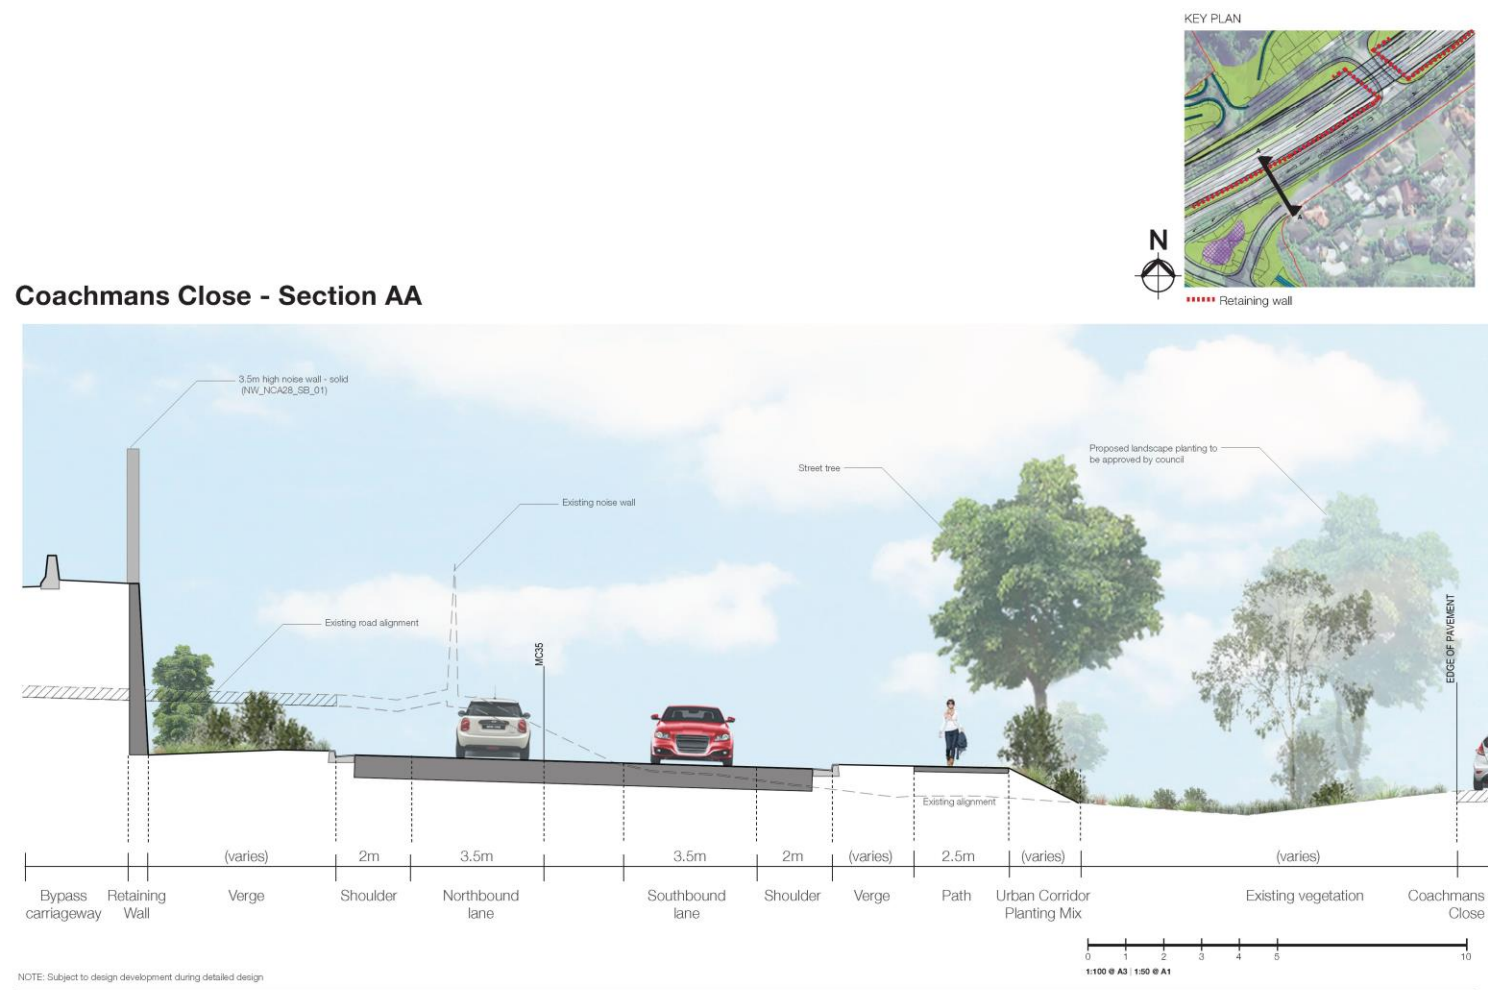 KEY PLAN
N
Retaining wall
Coachmans Close - Section AA
3.5m high noise wall - solid
(NW_NCA28_SB_01)
Existing noise wall
Street tree
Proposed landscape planting to
be approved by council
Existing road alignment
MC35
EDGE OF PAVEMENT
Existing alignment
(varies) 2m 3.5m 3.5m 2m (varies) 2.5m (varies) (varies)
Bypass Retaining Verge Shoulder Northbound Southbound Shoulder Verge Path Urban Corridor Existing vegetation Coachmans
carriageway Wall lane lane Planting Mix Close
0 1 2 3 4 5 10
1:100 @ A3 | 1:50 @ A1
NOTE: Subject to design development during detailed design